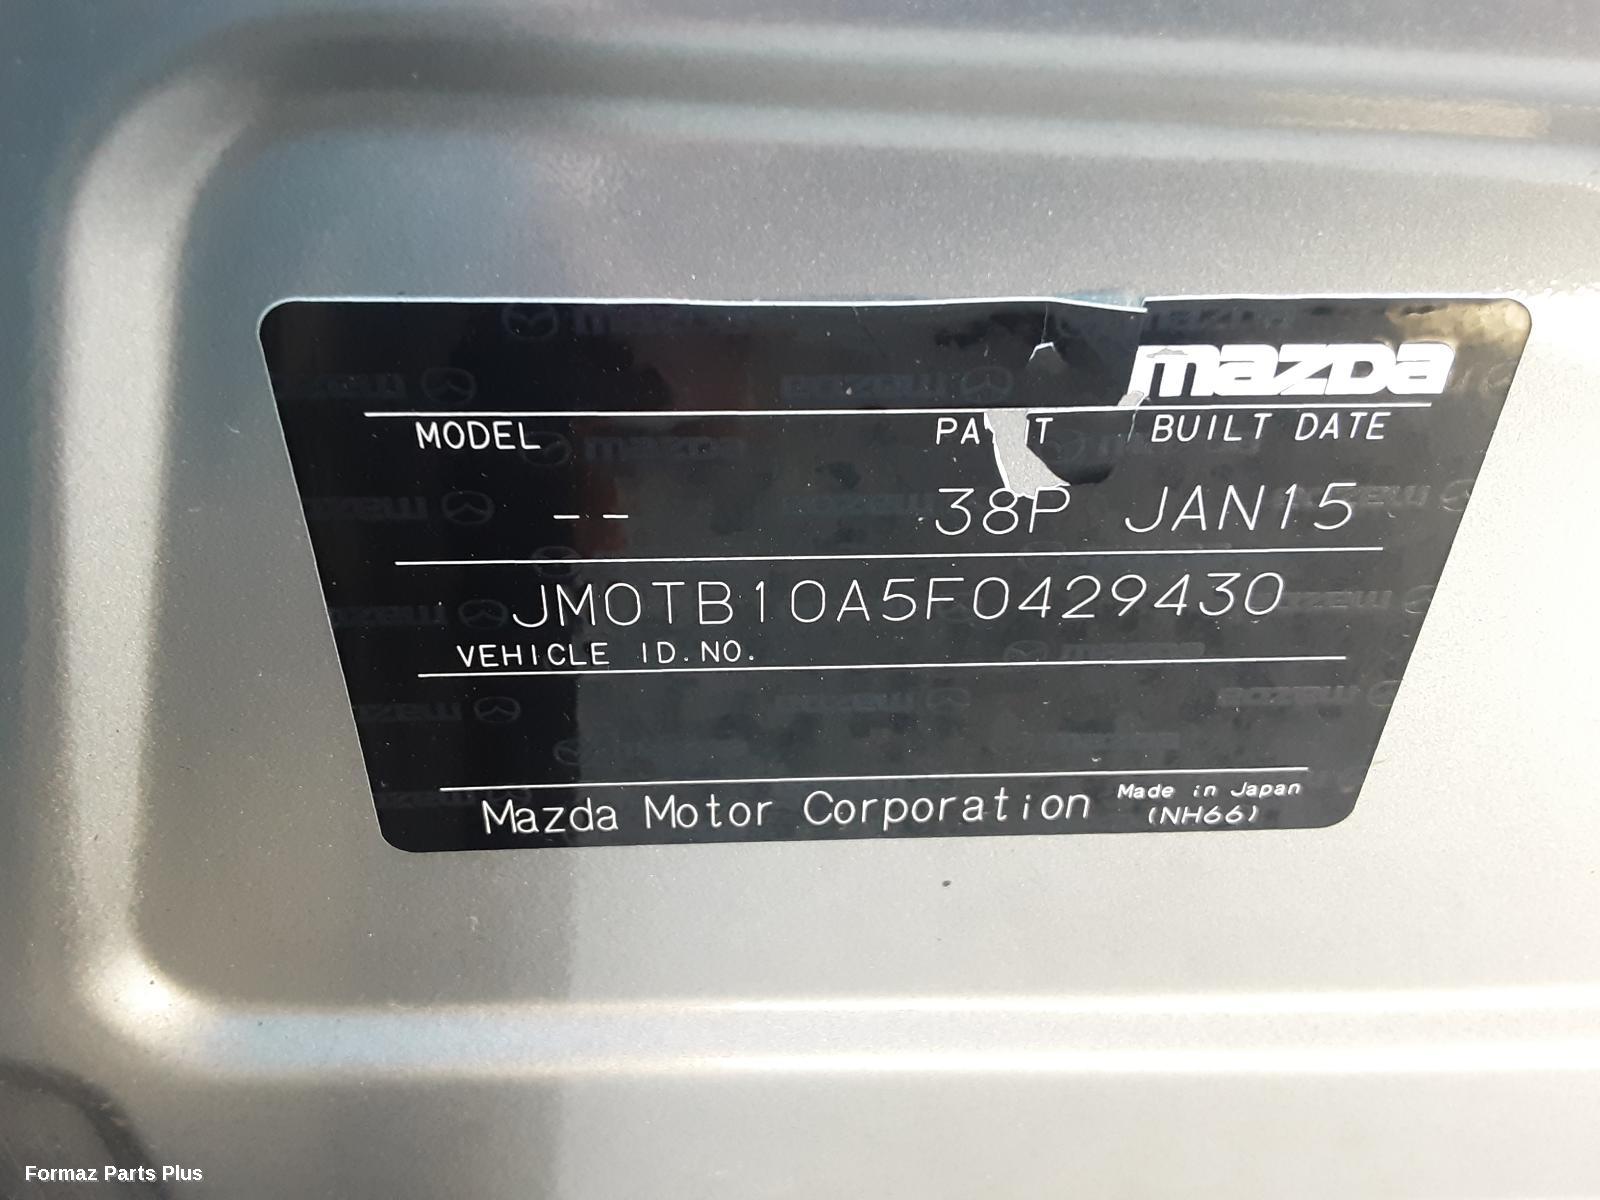 mazda
MODEL PAINT BUILT DATE
-- 38P JAN15
JM0TB10A5F0429430
VEHICLE ID.NO.
Mazda Motor Corporation Made in Japan
(NH66)
Formaz Parts Plus